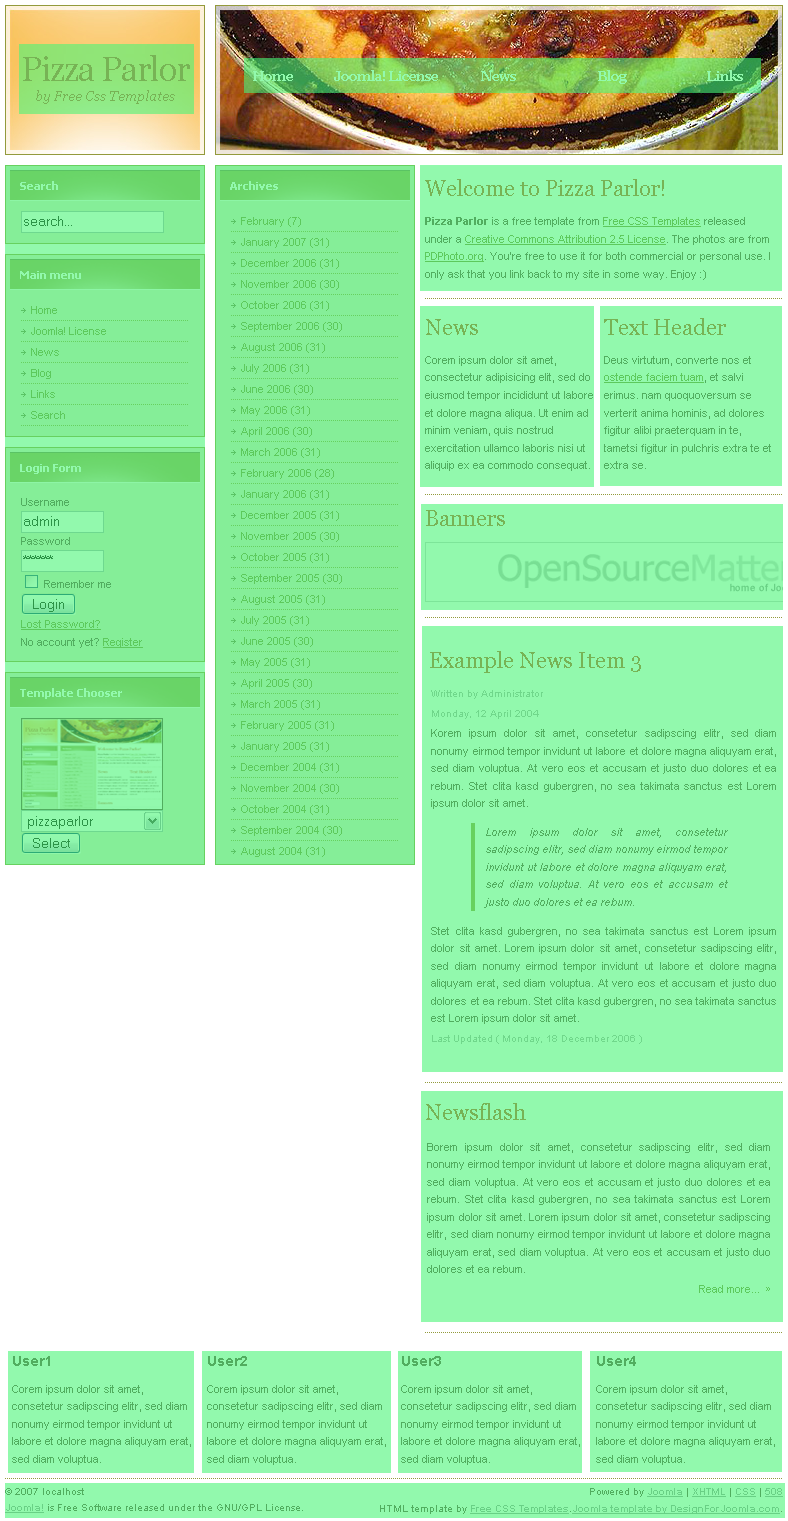 Pizza Parlor
by Free Css Templates
Home Joomla! License News Blog Links
Search
search...
Main menu
Home
Joomla! License
News
Blog
Links
Search
Login Form
Username
admin
Password
******
Remember me
Login
Lost Password?
No account yet? Register
Template Chooser
pizzaparlor
Select
Archives
February (7)
January 2007 (31)
December 2006 (31)
November 2006 (30)
October 2006 (31)
September 2006 (30)
August 2006 (31)
July 2006 (31)
June 2006 (30)
May 2006 (31)
April 2006 (30)
March 2006 (31)
February 2006 (28)
January 2006 (31)
December 2005 (31)
November 2005 (30)
October 2005 (31)
September 2005 (30)
August 2005 (31)
July 2005 (31)
June 2005 (30)
May 2005 (31)
April 2005 (30)
March 2005 (31)
February 2005 (31)
January 2005 (31)
December 2004 (31)
November 2004 (30)
October 2004 (31)
September 2004 (30)
August 2004 (31)
Welcome to Pizza Parlor!
Pizza Parlor is a free template from Free CSS Templates released
under a Creative Commons Attribution 2.5 License. The photos are from
PDPhoto.org. You're free to use it for both commercial or personal use. I
only ask that you link back to my site in some way. Enjoy :)
News
Corem ipsum dolor sit amet,
consectetur adipisicing elit, sed do
eiusmod tempor incididunt ut labore
et dolore magna aliqua. Ut enim ad
minim veniam, quis nostrud
exercitation ullamco laboris nisi ut
aliquip ex ea commodo consequat.
Text Header
Deus virtutum, converte nos et
ostende faciem tuam, et salvi
erimus. nam quoquoversum se
verterit anima hominis, ad dolores
figitur alibi praeterquam in te,
tametsi figitur in pulchris extra te et
extra se.
Banners
OpenSourceMatte
home of Joo
Example News Item 3
Written by Administrator
Monday, 12 April 2004
Korem ipsum dolor sit amet, consetetur sadipscing elitr, sed diam
nonumy eirmod tempor invidunt ut labore et dolore magna aliquyam erat,
sed diam voluptua. At vero eos et accusam et justo duo dolores et ea
rebum. Stet clita kasd gubergren, no sea takimata sanctus est Lorem
ipsum dolor sit amet.
Lorem ipsum dolor sit amet, consetetur
sadipscing elitr, sed diam nonumy eirmod tempor
invidunt ut labore et dolore magna aliquyam erat,
sed diam voluptua. At vero eos et accusam et
justo duo dolores et ea rebum.
Stet clita kasd gubergren, no sea takimata sanctus est Lorem ipsum
dolor sit amet. Lorem ipsum dolor sit amet, consetetur sadipscing elitr,
sed diam nonumy eirmod tempor invidunt ut labore et dolore magna
aliquyam erat, sed diam voluptua. At vero eos et accusam et justo duo
dolores et ea rebum. Stet clita kasd gubergren, no sea takimata sanctus
est Lorem ipsum dolor sit amet.
Last Updated ( Monday, 18 December 2006 )
Newsflash
Borem ipsum dolor sit amet, consetetur sadipscing elitr, sed diam
nonumy eirmod tempor invidunt ut labore et dolore magna aliquyam erat,
sed diam voluptua. At vero eos et accusam et justo duo dolores et ea
rebum. Stet clita kasd gubergren, no sea takimata sanctus est Lorem
ipsum dolor sit amet. Lorem ipsum dolor sit amet, consetetur sadipscing
elitr, sed diam nonumy eirmod tempor invidunt ut labore et dolore magna
aliquyam erat, sed diam voluptua. At vero eos et accusam et justo duo
dolores et ea rebum.
Read more... »
User1
Corem ipsum dolor sit amet,
consetetur sadipscing elitr, sed diam
nonumy eirmod tempor invidunt ut
labore et dolore magna aliquyam erat,
sed diam voluptua.
User2
Corem ipsum dolor sit amet,
consetetur sadipscing elitr, sed diam
nonumy eirmod tempor invidunt ut
labore et dolore magna aliquyam erat,
sed diam voluptua.
User3
Corem ipsum dolor sit amet,
consetetur sadipscing elitr, sed diam
nonumy eirmod tempor invidunt ut
labore et dolore magna aliquyam erat,
sed diam voluptua.
User4
Corem ipsum dolor sit amet,
consetetur sadipscing elitr, sed diam
nonumy eirmod tempor invidunt ut
labore et dolore magna aliquyam erat,
sed diam voluptua.
© 2007 localhost
Joomla! is Free Software released under the GNU/GPL License.
Powered by Joomla | XHTML | CSS | 508
HTML template by Free CSS Templates.Joomla template by DesignForJoomla.com.